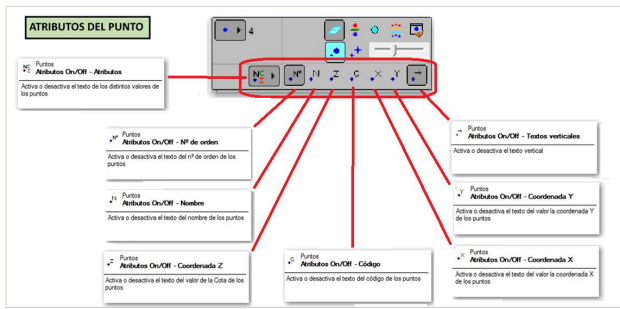 ATRIBUTOS DEL PUNTO
4
NC
Z
Nº
N
Z
C
X
Y
Puntos
Atributos On/Off - Atributos
Activa o desactiva el texto de los distintos valores de
los puntos
Puntos
Atributos On/Off - Nº de orden
Activa o desactiva el texto del nº de orden de los
puntos
Puntos
Atributos On/Off - Textos verticales
Activa o desactiva el texto vertical
Puntos
Atributos On/Off - Nombre
Activa o desactiva el texto del nombre de los puntos
Puntos
Atributos On/Off - Coordenada Y
Activa o desactiva el texto del valor la coordenada Y
de los puntos
Puntos
Atributos On/Off - Coordenada Z
Activa o desactiva el texto del valor de la Cota de los
puntos
Puntos
Atributos On/Off - Código
Activa o desactiva el texto del código de los puntos
Puntos
Atributos On/Off - Coordenada X
Activa o desactiva el texto del valor la coordenada X
de los puntos